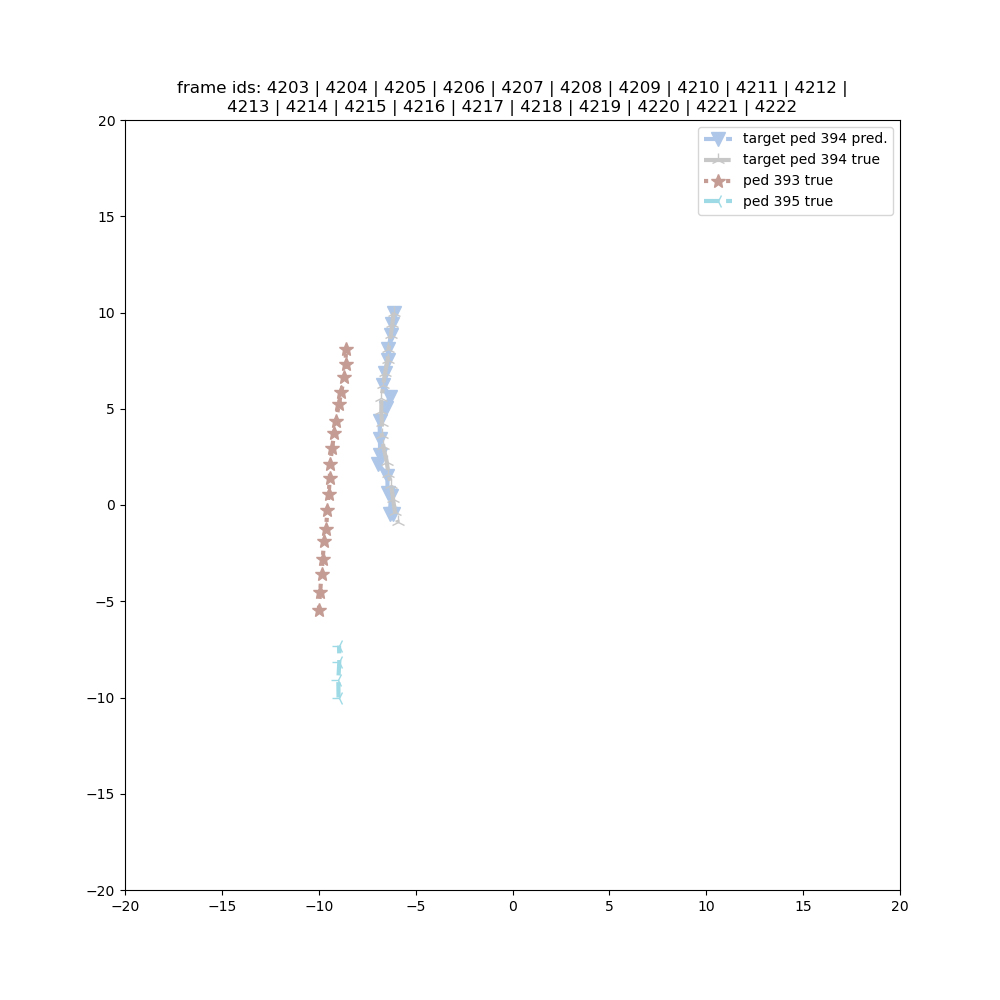 frame ids: 4203 | 4204 | 4205 | 4206 | 4207 | 4208 | 4209 | 4210 | 4211 | 4212 |
4213 | 4214 | 4215 | 4216 | 4217 | 4218 | 4219 | 4220 | 4221 | 4222
target ped 394 pred.
target ped 394 true
ped 393 true
ped 395 true
20
15
10
5
0
−5
−10
−15
−20
−20 −15 −10 −5 0 5 10 15 20